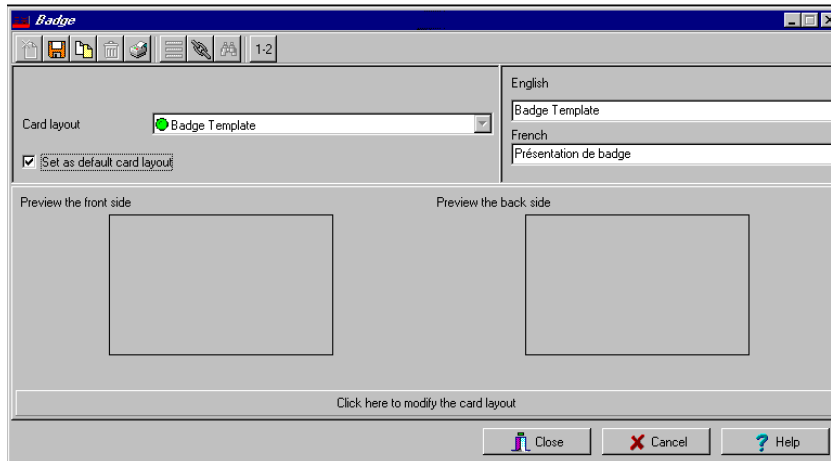 Badge
1-2
English
Badge Template
Card layout
Badge Template
French
Présentation de badge
Set as default card layout
Preview the front side
Preview the back side
Click here to modify the card layout
Close
Cancel
Help